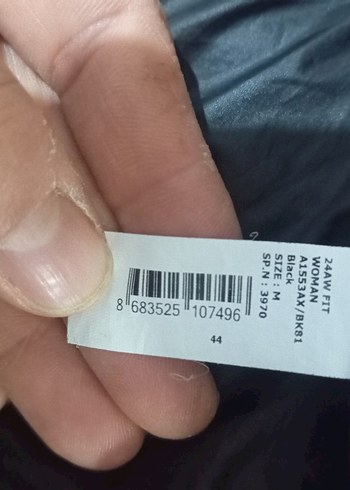 24AW FIT
WOMAN
A1553AX/BK81
Black
SIZE : M
SP.N : 3970
8 683525 107496
44